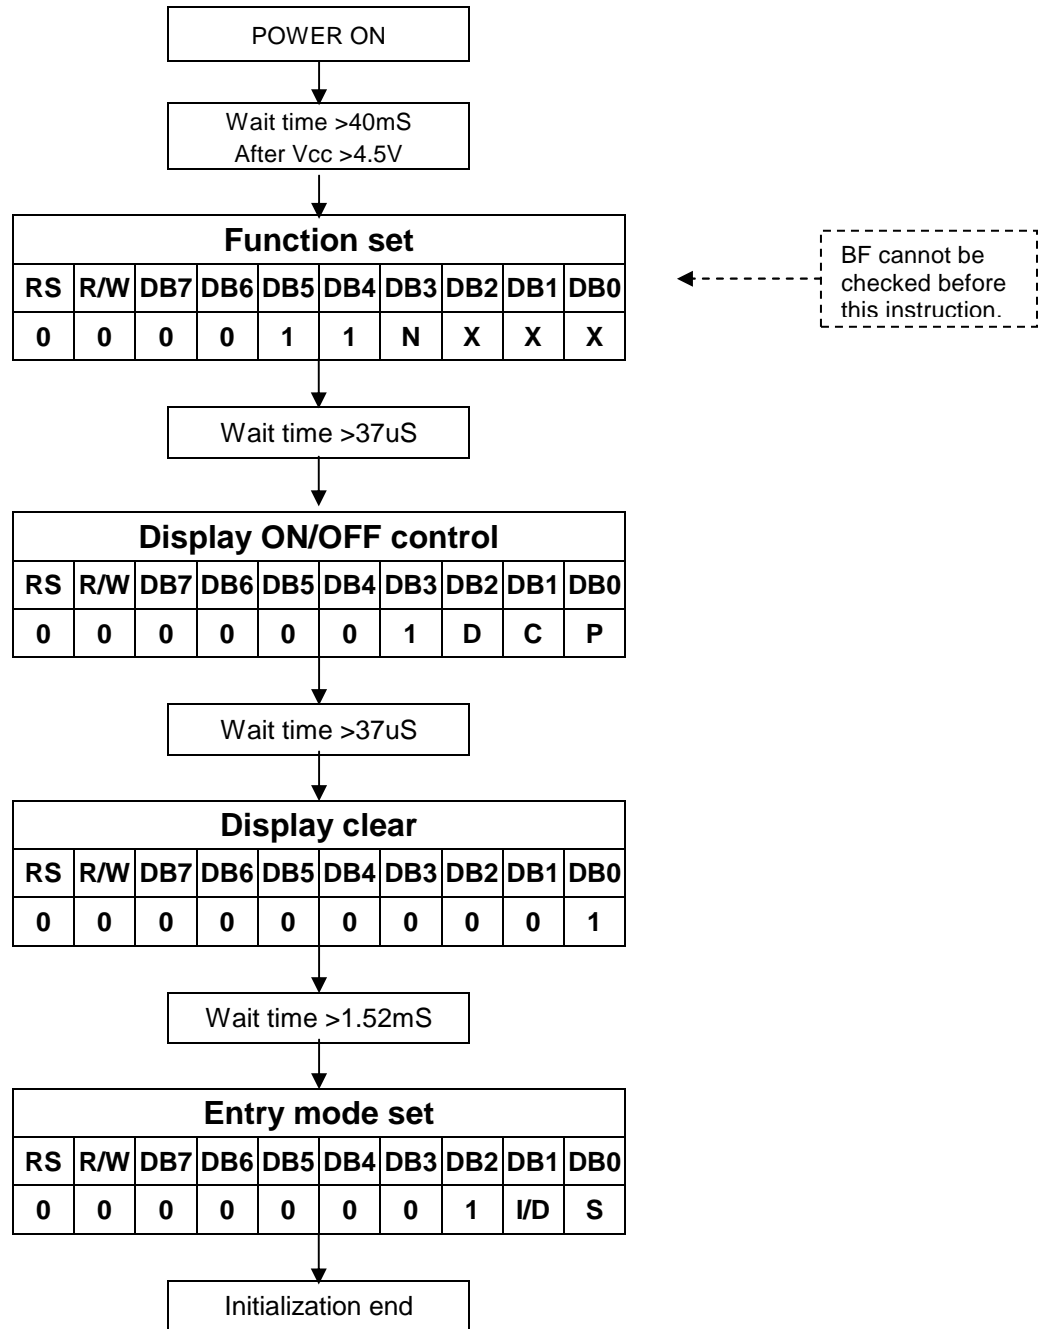 POWER ON
Wait time >40mS
After Vcc >4.5V
Function set
RS R/W DB7 DB6 DB5 DB4 DB3 DB2 DB1 DB0
0 0 0 0 1 1 N X X X
BF cannot be
checked before
this instruction.
Wait time >37uS
Display ON/OFF control
RS R/W DB7 DB6 DB5 DB4 DB3 DB2 DB1 DB0
0 0 0 0 0 0 1 D C P
Wait time >37uS
Display clear
RS R/W DB7 DB6 DB5 DB4 DB3 DB2 DB1 DB0
0 0 0 0 0 0 0 0 0 1
Wait time >1.52mS
Entry mode set
RS R/W DB7 DB6 DB5 DB4 DB3 DB2 DB1 DB0
0 0 0 0 0 0 0 1 I/D S
Initialization end